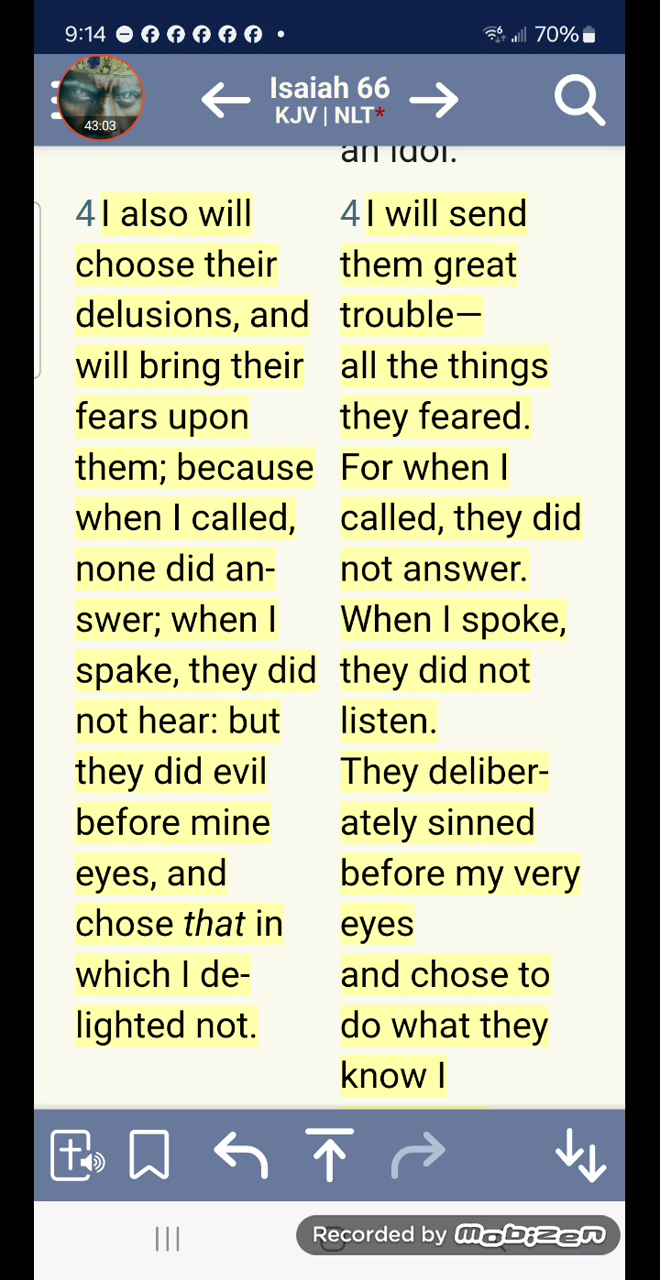 9:14
70%
Isaiah 66
KJV | NLT*
43:03
an idol.
4 I also will
choose their
delusions, and
will bring their
fears upon
them; because
when I called,
none did an-
swer; when I
spake, they did
not hear: but
they did evil
before mine
eyes, and
chose that in
which I de-
lighted not.
4 I will send
them great
trouble—
all the things
they feared.
For when I
called, they did
not answer.
When I spoke,
they did not
listen.
They deliber-
ately sinned
before my very
eyes
and chose to
do what they
know I
Recorded by Mobizen